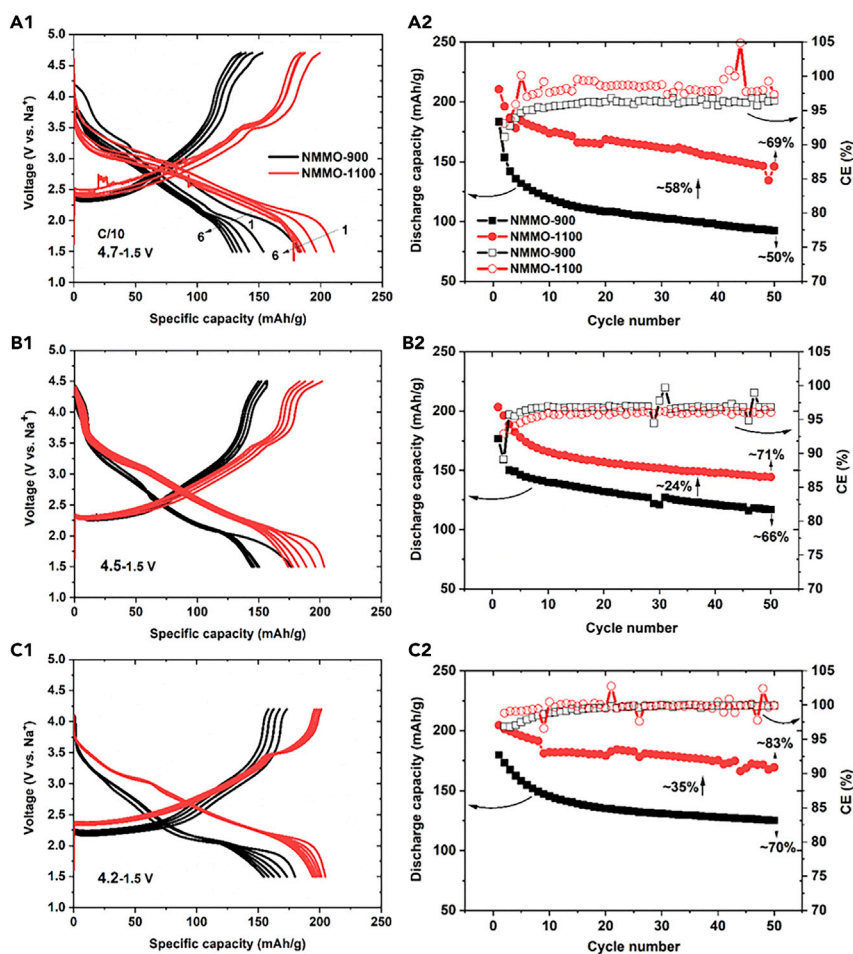 A1
5.0
4.5
4.0
3.5
3.0
2.5
2.0
1.5
1.0
Voltage (V vs. Na+)
NMMO-900
NMMO-1100
C/10
4.7-1.5 V
6
1
6
1
0 50 100 150 200 250
Specific capacity (mAh/g)
A2
250
200
150
100
50
Discharge capacity (mAh/g)
105
100
95
90
85
80
75
70
CE (%)
~69%
~58%
~50%
NMMO-900
NMMO-1100
NMMO-900
NMMO-1100
0 10 20 30 40 50
Cycle number
B1
5.0
4.5
4.0
3.5
3.0
2.5
2.0
1.5
1.0
Voltage (V vs. Na+)
4.5-1.5 V
0 50 100 150 200 250
Specific capacity (mAh/g)
B2
250
200
150
100
50
Discharge capacity (mAh/g)
105
100
95
90
85
80
75
70
CE (%)
~71%
~24%
~66%
0 10 20 30 40 50
Cycle number
C1
5.0
4.5
4.0
3.5
3.0
2.5
2.0
1.5
1.0
Voltage (V vs. Na+)
4.2-1.5 V
0 50 100 150 200 250
Specific capacity (mAh/g)
C2
250
200
150
100
50
Discharge capacity (mAh/g)
105
100
95
90
85
80
75
70
CE (%)
~83%
~35%
~70%
0 10 20 30 40 50
Cycle number